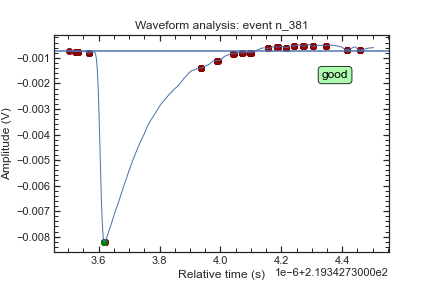 Waveform analysis: event n_381
Amplitude (V)
−0.001
−0.002
−0.003
−0.004
−0.005
−0.006
−0.007
−0.008
good
3.6 3.8 4.0 4.2 4.4
Relative time (s) 1e−6+2.1934273000e2